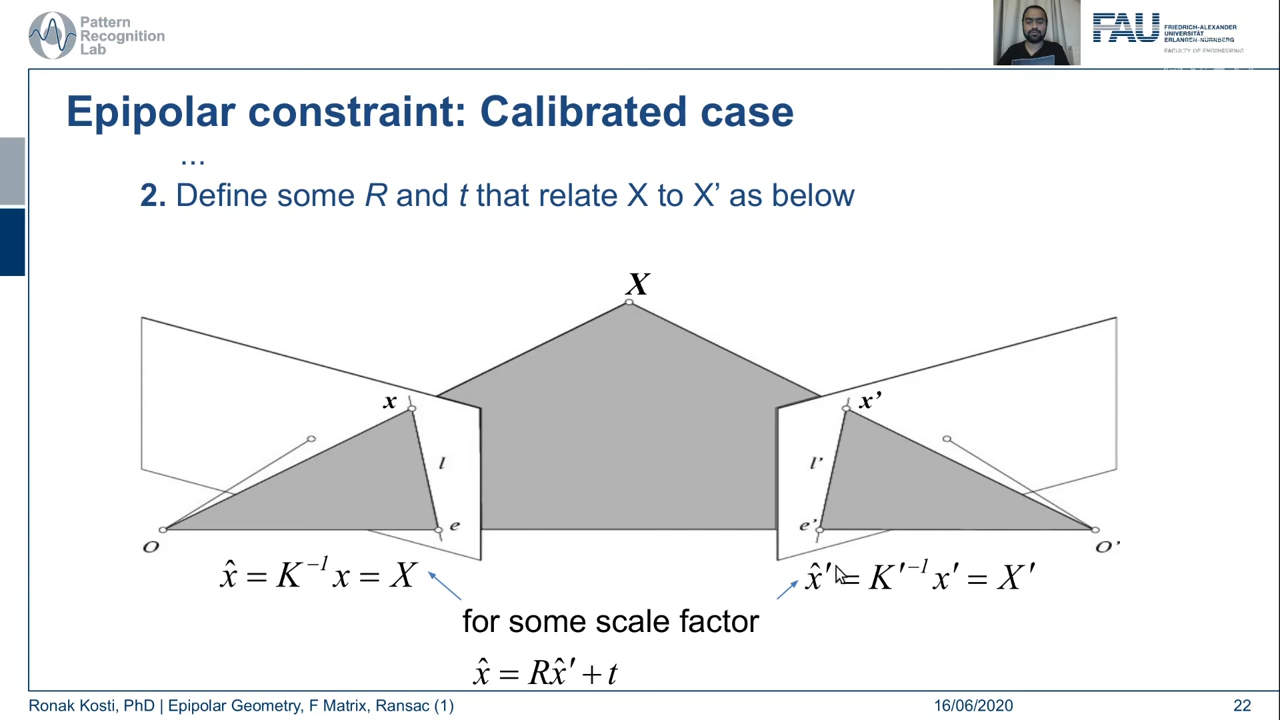 Pattern
Recognition
Lab
FAU
FRIEDRICH-ALEXANDER
UNIVERSITÄT
ERLANGEN-NÜRNBERG
FACULTY OF ENGINEERING
Epipolar constraint: Calibrated case
...
2. Define some R and t that relate X to X’ as below
X
x
x’
l
l’
e
e’
O
O’
x̂ = K⁻¹x = X
x̂′ = K′⁻¹x′ = X′
for some scale factor
x̂ = Rx̂′ + t
Ronak Kosti, PhD | Epipolar Geometry, F Matrix, Ransac (1)
16/06/2020
22